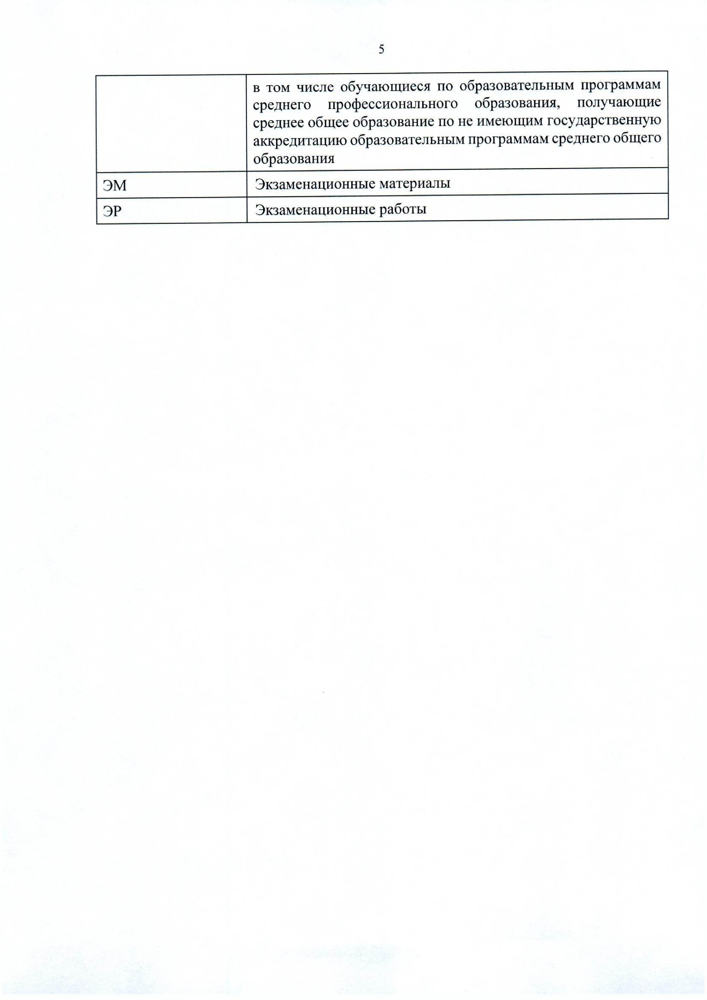 5
в том числе обучающиеся по образовательным программам
среднего профессионального образования, получающие
среднее общее образование по не имеющим государственную
аккредитацию образовательным программам среднего общего
образования
ЭМ Экзаменационные материалы
ЭР Экзаменационные работы